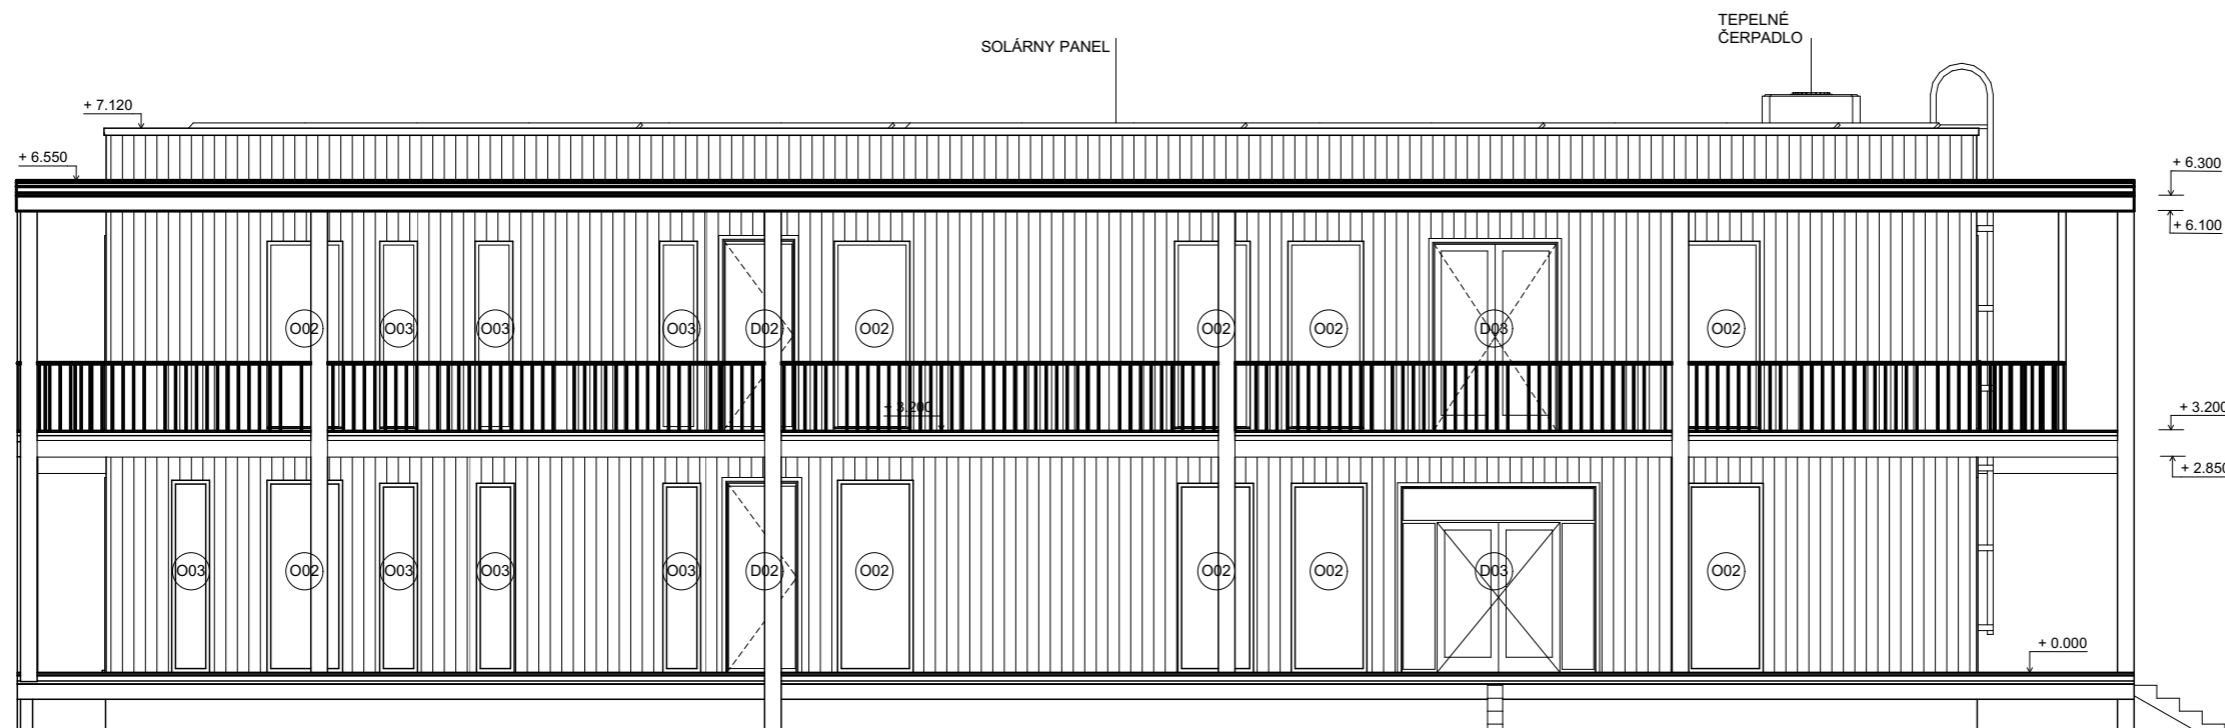 TEPELNÉ
ČERPADLO
SOLÁRNY PANEL
+ 7.120
+ 6.550
+ 6.300
+ 6.100
O02 O03 O03 O03 D02 O02 O02 O02 D03 O02
+ 3.200
+ 3.200
+ 2.850
O03 O02 O03 O03 O03 D02 O02 O02 O02 D03 O02
+ 0.000